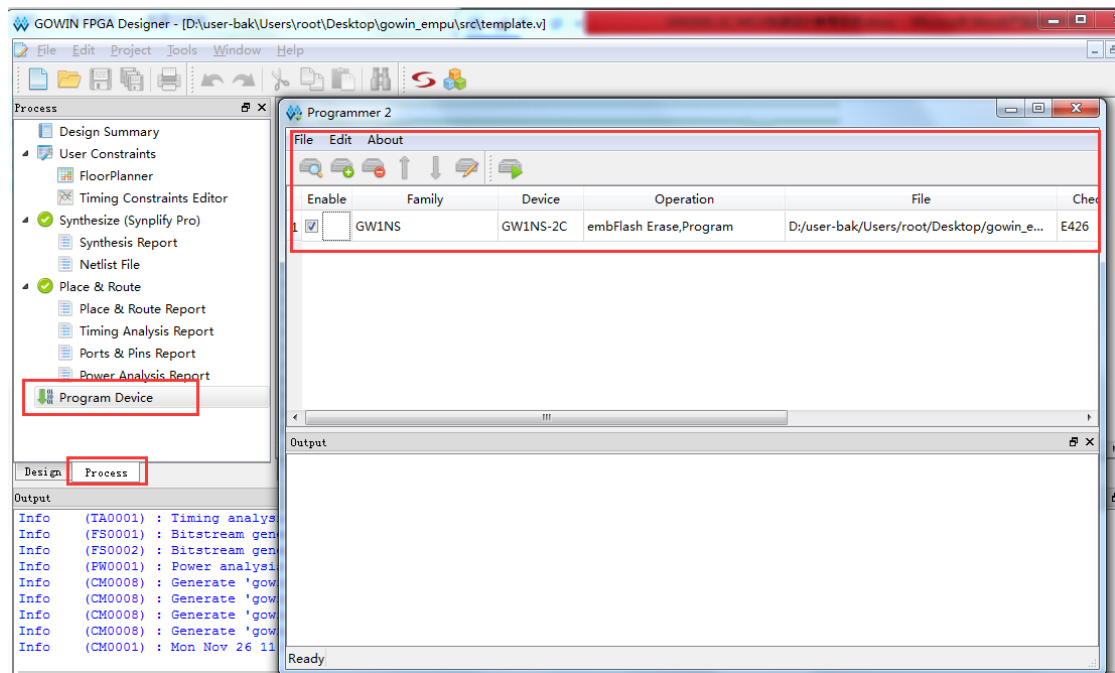 GOWIN FPGA Designer - [D:\user-bak\Users\root\Desktop\gowin_empu\src\template.v]
File Edit Project Tools Window Help
Process
Design Summary
User Constraints
FloorPlanner
Timing Constraints Editor
Synthesize (Synplify Pro)
Synthesis Report
Netlist File
Place & Route
Place & Route Report
Timing Analysis Report
Ports & Pins Report
Power Analysis Report
Program Device
Design Process
Output
Info (TA0001) : Timing analys
Info (FS0001) : Bitstream gen
Info (FS0002) : Bitstream gen
Info (PW0001) : Power analysi
Info (CM0008) : Generate 'gow
Info (CM0008) : Generate 'gow
Info (CM0008) : Generate 'gow
Info (CM0008) : Generate 'gow
Info (CM0001) : Mon Nov 26 11
Programmer 2
File Edit About
Enable Family Device Operation File Chec
1 GW1NS GW1NS-2C embFlash Erase,Program D:/user-bak/Users/root/Desktop/gowin_e... E426
Output
Ready